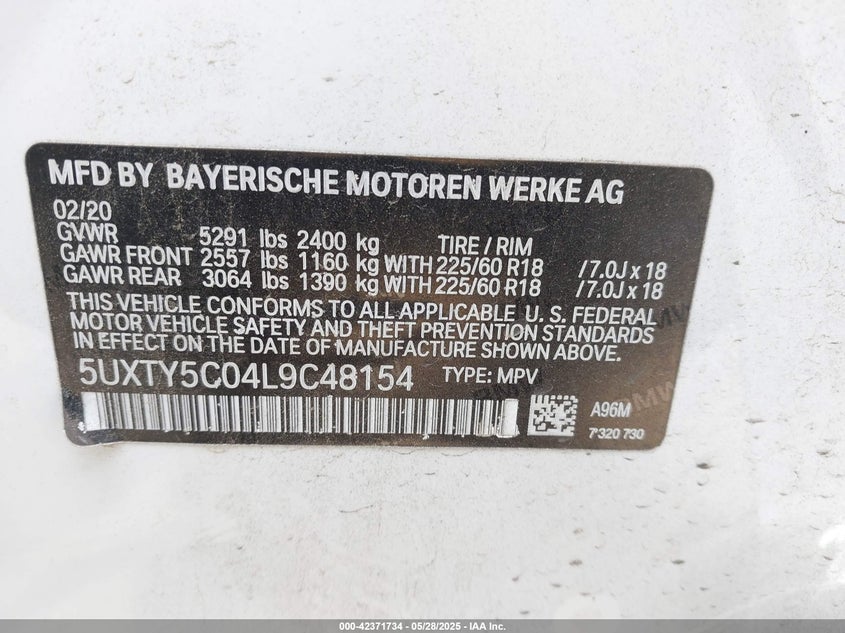 MFD BY BAYERISCHE MOTOREN WERKE AG
02/20
GVWR 5291 lbs 2400 kg TIRE / RIM
GAWR FRONT 2557 lbs 1160 kg WITH 225/60 R18 /7.0J x 18
GAWR REAR 3064 lbs 1390 kg WITH 225/60 R18 /7.0J x 18
THIS VEHICLE CONFORMS TO ALL APPLICABLE U. S. FEDERAL
MOTOR VEHICLE SAFETY AND THEFT PREVENTION STANDARDS
IN EFFECT ON THE DATE OF MANUFACTURE SHOWN ABOVE.
5UXTY5C04L9C48154 TYPE: MPV
A96M
7320 730
000-42371734 - 05/28/2025 - IAA Inc.